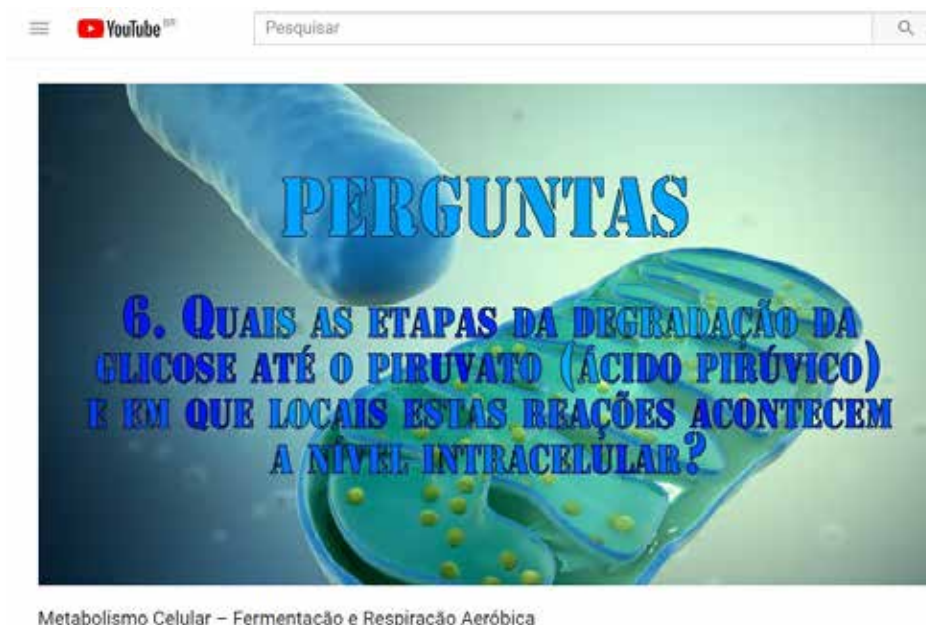 YouTube BR
Pesquisar
PERGUNTAS
6. QUAIS AS ETAPAS DA DEGRADAÇÃO DA
GLICOSE ATÉ O PIRUVATO (ÁCIDO PIRÚVICO)
E EM QUE LOCAIS ESTAS REAÇÕES ACONTECEM
A NÍVEL INTRACELULAR?
Metabolismo Celular – Fermentação e Respiração Aeróbica